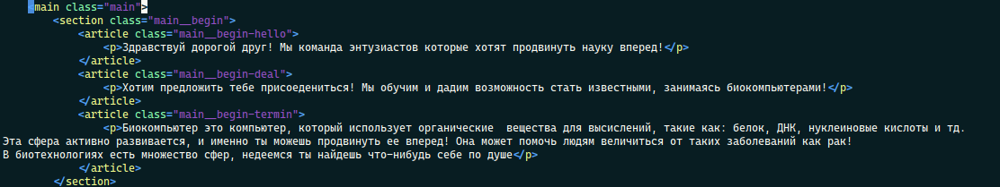 <main class="main">
<section class="main__begin">
<article class="main__begin-hello">
<p>Здравствуй дорогой друг! Мы команда энтузиастов которые хотят продвинуть науку вперед!</p>
</article>
<article class="main__begin-deal">
<p>Хотим предложить тебе присоедениться! Мы обучим и дадим возможность стать известными, занимаясь биокомпьютерами!</p>
</article>
<article class="main__begin-termin">
<p>Биокомпьютер это компьютер, который использует органические  вещества для высислений, такие как: белок, ДНК, нуклеиновые кислоты и тд.
Эта сфера активно развивается, и именно ты можешь продвинуть ее вперед! Она может помочь людям величиться от таких заболеваний как рак!
В биотехнологиях есть множество сфер, недеемся ты найдешь что-нибудь себе по душе</p>
</article>
</section>